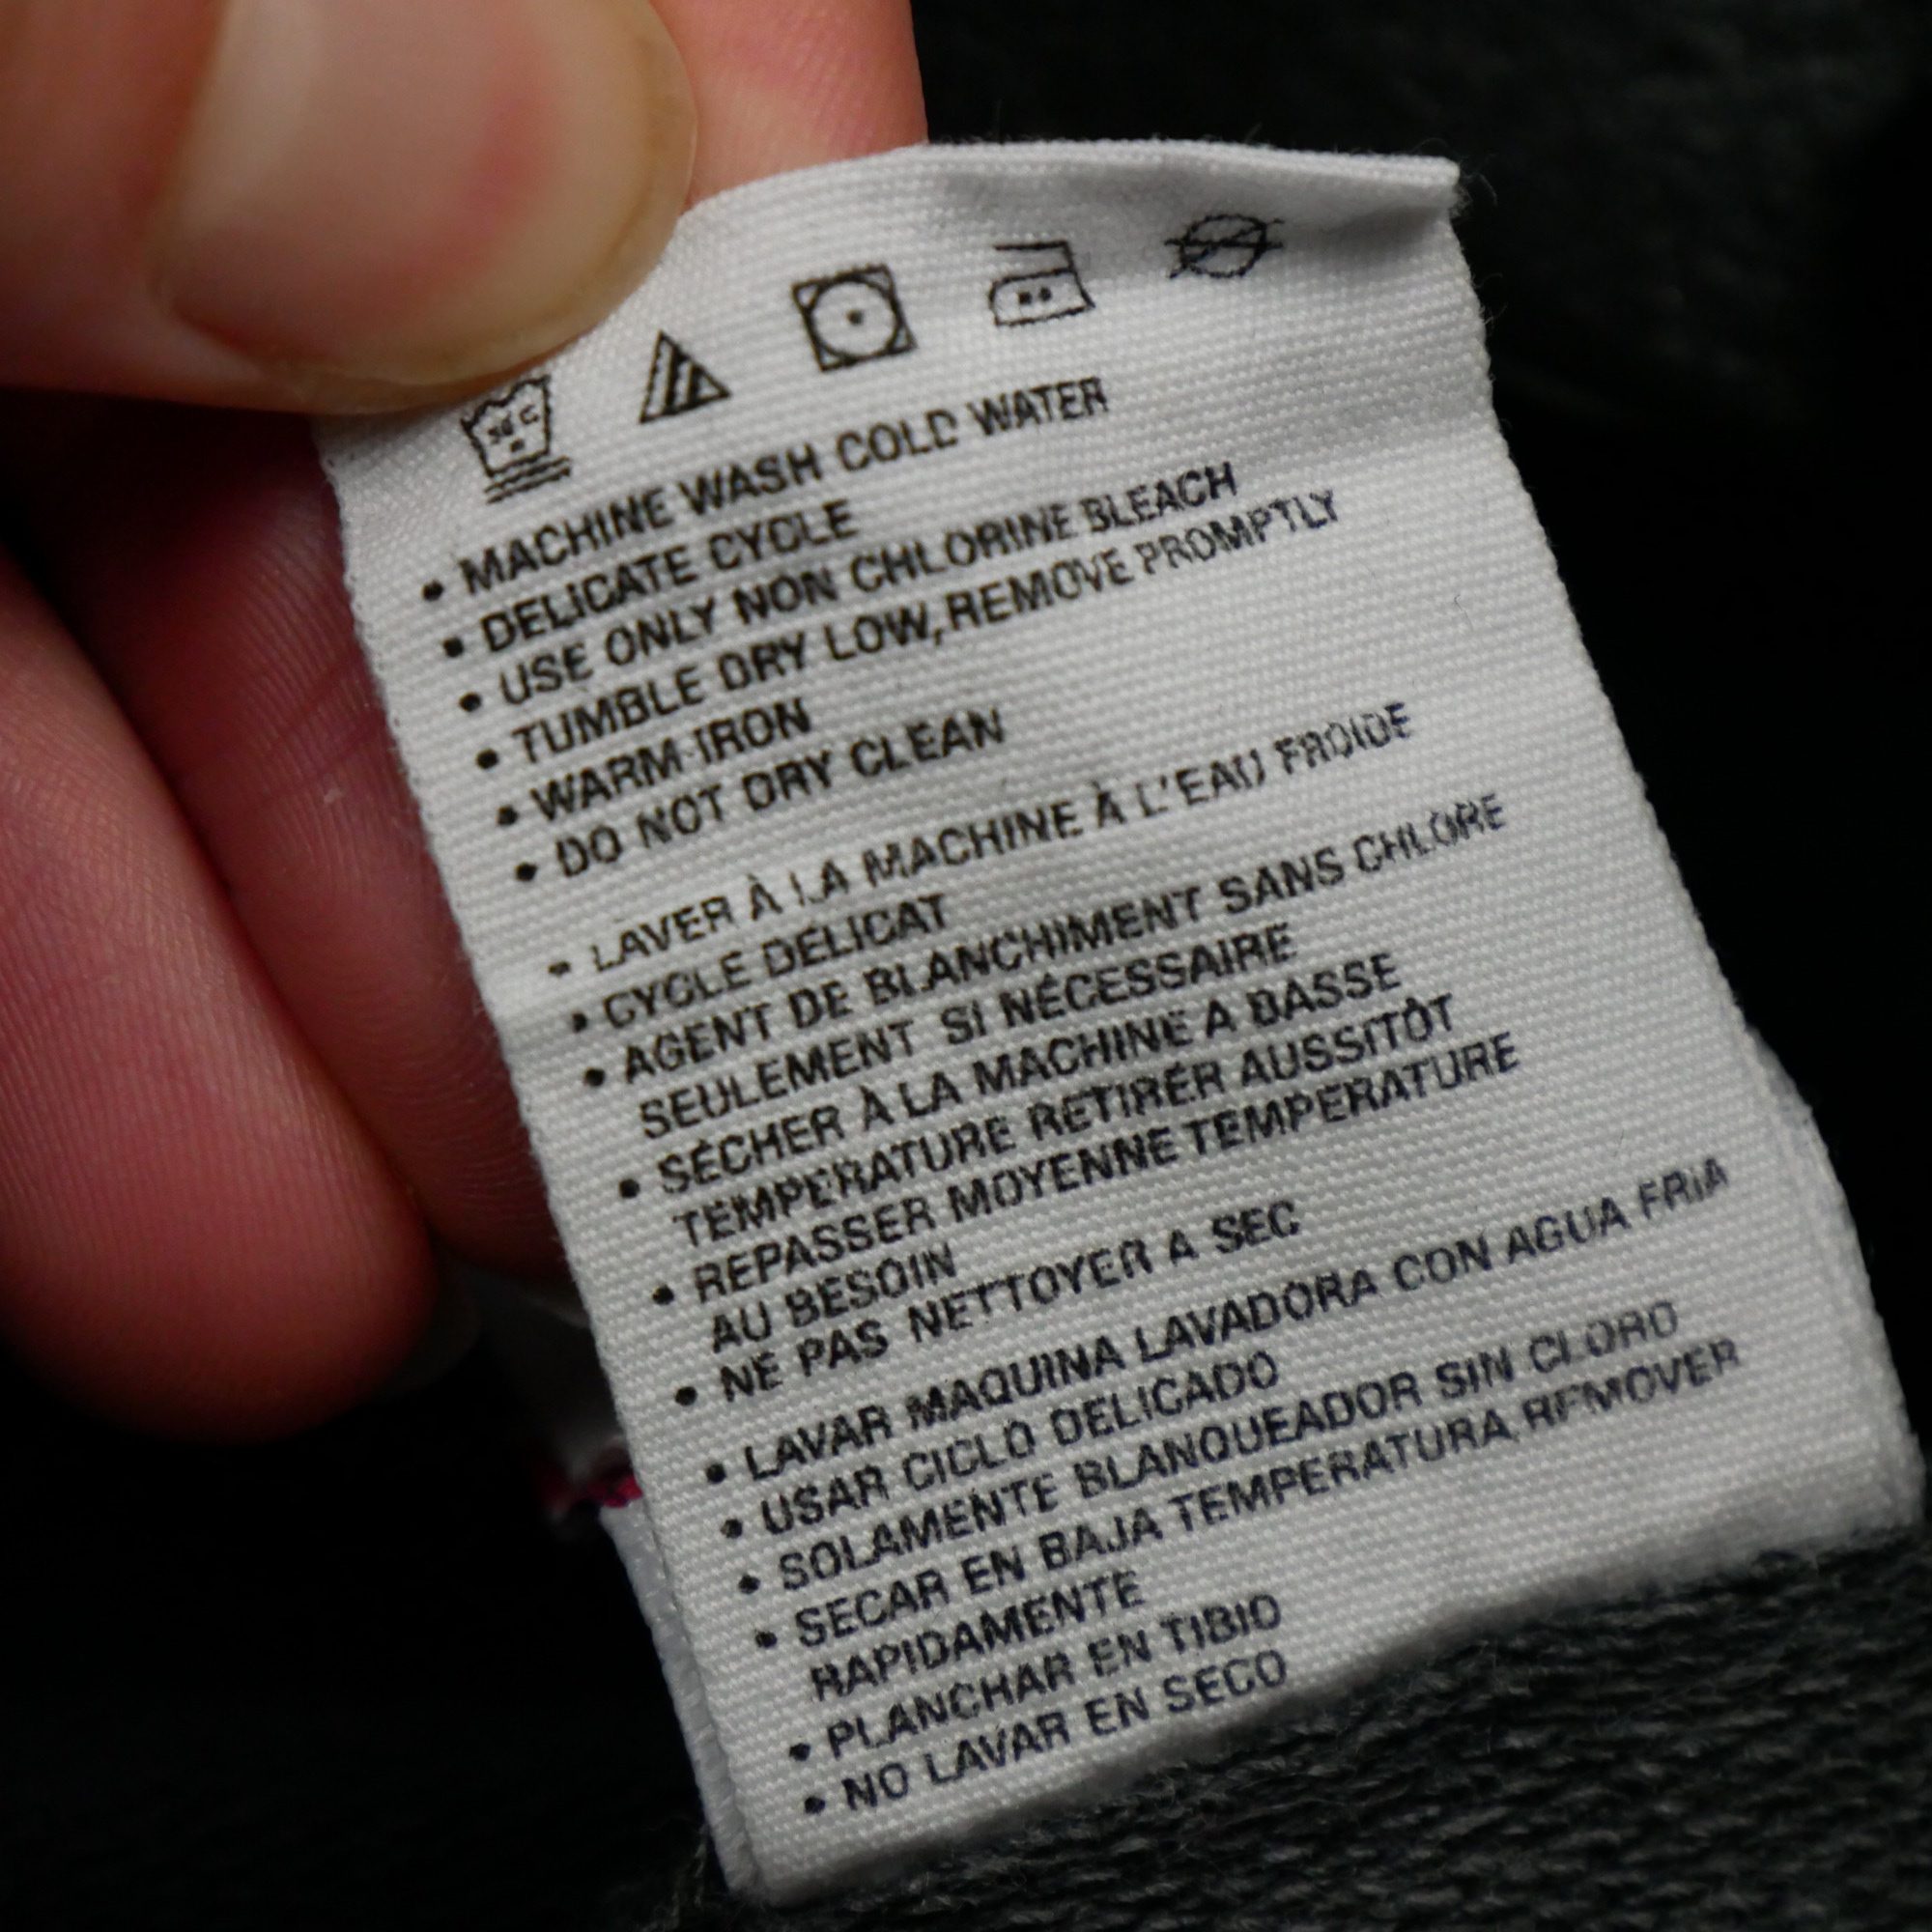 30°C
• MACHINE WASH COLD WATER
• DELICATE CYCLE
• USE ONLY NON CHLORINE BLEACH
• TUMBLE DRY LOW, REMOVE PROMPTLY
• WARM IRON
• DO NOT DRY CLEAN
• LAVER À LA MACHINE À L'EAU FROIDE
• CYCLE DÉLICAT
• AGENT DE BLANCHIMENT SANS CHLORE
SEULEMENT SI NÉCESSAIRE
• SÉCHER À LA MACHINE A BASSE
TEMPERATURE RETIRER AUSSITÔT
• REPASSER MOYENNE TEMPERATURE
AU BESOIN
• NE PAS NETTOYER A SEC
• LAVAR MAQUINA LAVADORA CON AGUA FRIA
• USAR CICLO DELICADO
• SOLAMENTE BLANQUEADOR SIN CLORO
• SECAR EN BAJA TEMPERATURA, REMOVER
RAPIDAMENTE
• PLANCHAR EN TIBIO
• NO LAVAR EN SECO